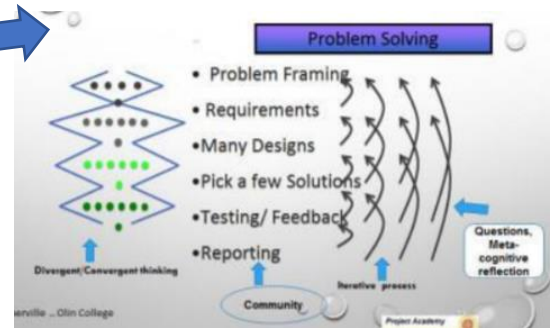 Problem Solving
• Problem Framing
• Requirements
•Many Designs
•Pick a few Solutions
•Testing/ Feedback
•Reporting
Divergent/Convergent thinking
Iterative process
Questions,
Meta-
cognitive
reflection
Community
erville .. Olin College
Project Academy